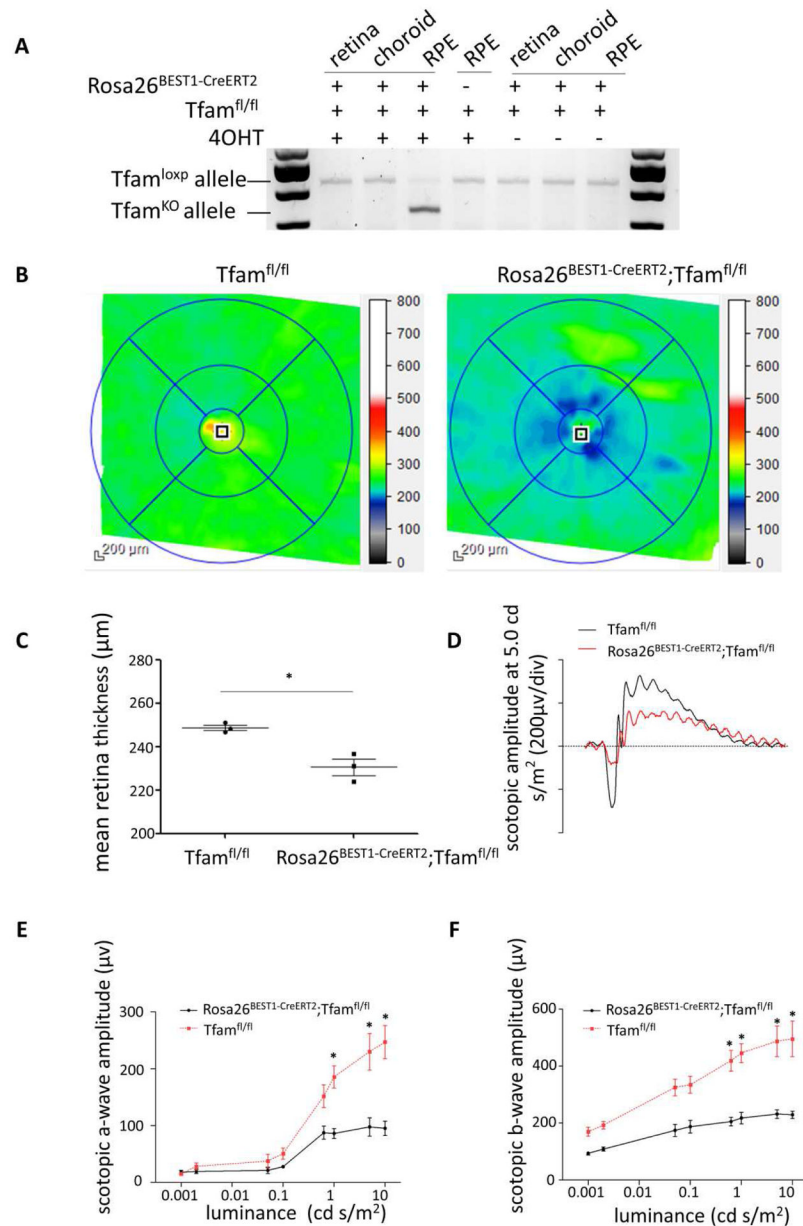 A
retina choroid RPE RPE retina choroid RPE
Rosa26BEST1-CreERT2 + + + - + + +
Tfamfl/fl + + + + + + +
4OHT + + + + - - -
Tfamloxp allele
TfamKO allele
B
Tfamfl/fl
Rosa26BEST1-CreERT2;Tfamfl/fl
800
700
600
500
400
300
200
100
0
200 µm
800
700
600
500
400
300
200
100
0
200 µm
C
mean retina thickness (µm)
280
260
240
220
200
*
Tfamfl/fl
Rosa26BEST1-CreERT2;Tfamfl/fl
D
scotopic amplitude at 5.0 cd
s/m2 (200µv/div)
Tfamfl/fl
Rosa26BEST1-CreERT2;Tfamfl/fl
E
scotopic a-wave amplitude (µv)
300
200
100
0
Rosa26BEST1-CreERT2;Tfamfl/fl
Tfamfl/fl
* * *
0.001 0.01 0.1 1 10
luminance (cd s/m2)
F
scotopic b-wave amplitude (µv)
600
400
200
0
Rosa26BEST1-CreERT2;Tfamfl/fl
Tfamfl/fl
* * * *
0.001 0.01 0.1 1 10
luminance (cd s/m2)